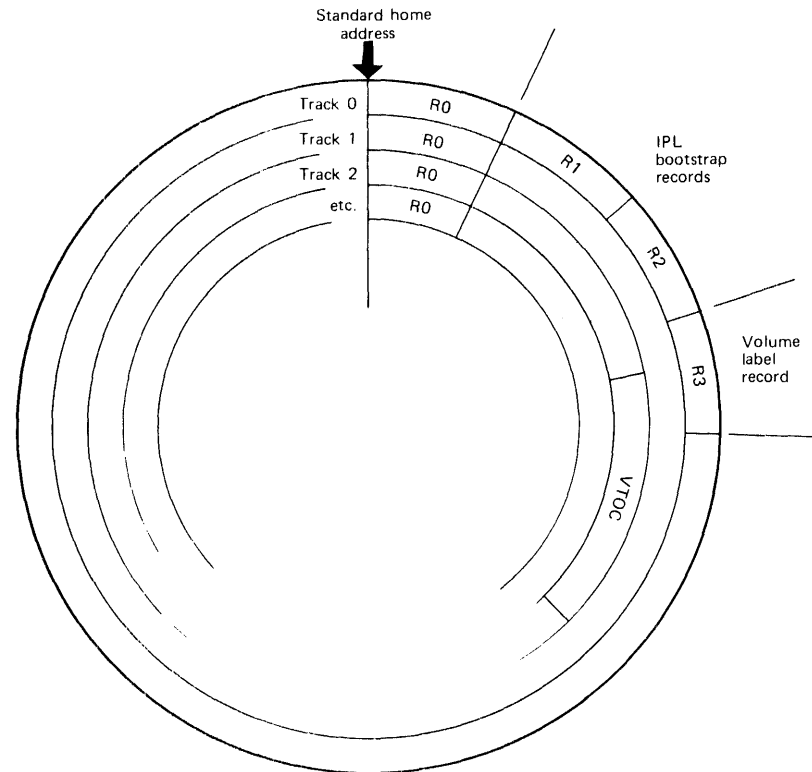 Standard home
address
Track 0
R0
Track 1
R0
Track 2
R0
etc.
R0
R1
R2
IPL
bootstrap
records
R3
Volume
label
record
VTOC